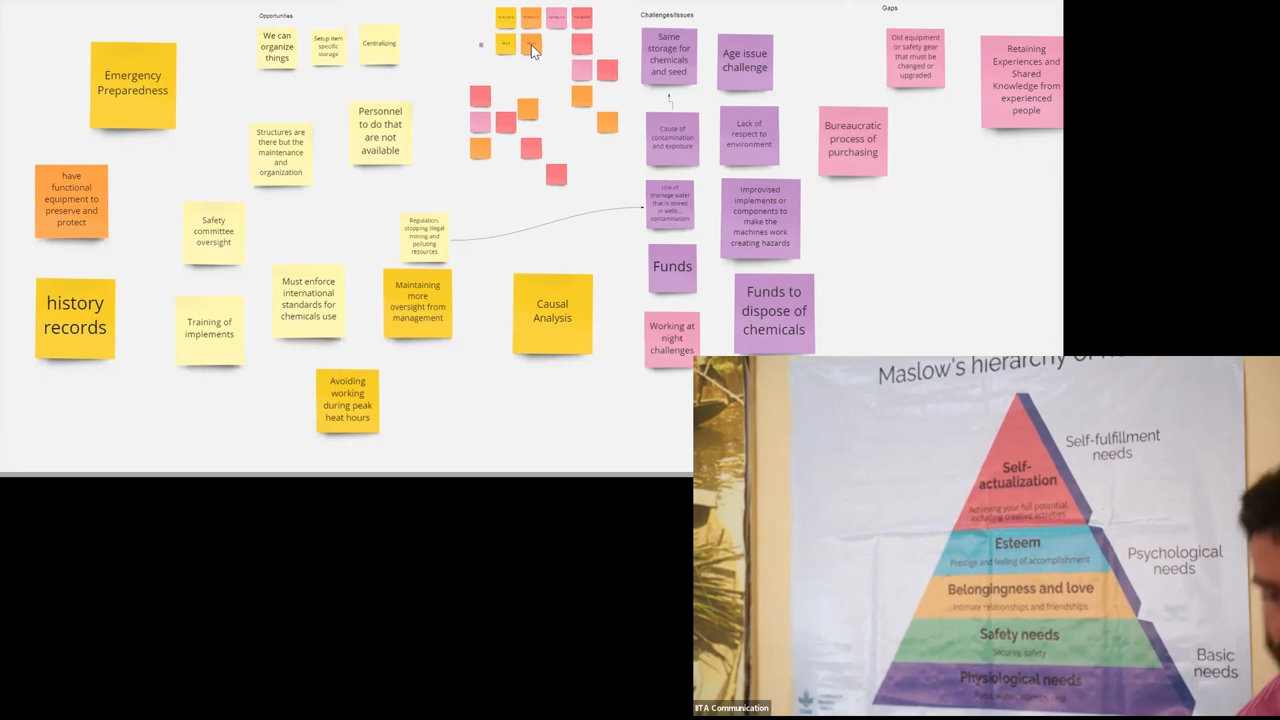 Opportunities
Challenges/Issues
Gaps
Emergency
Preparedness
We can
organize
things
Setup item
specific
storage
Centralizing
Structures are
there but the
maintenance
and
organization
Personnel
to do that
are not
available
have
functional
equipment to
preserve and
protect
Safety
committee
oversight
Regulation,
stopping illegal
mining and
polluting
resources
history
records
Training of
implements
Must enforce
international
standards for
chemicals use
Maintaining
more
oversight from
management
Causal
Analysis
Avoiding
working
during peak
heat hours
Same
storage for
chemicals
and seed
Age issue
challenge
Cause of
contamination
and exposure
Lack of
respect to
environment
Use of
drainage water
that is stored
in wells...
contamination
Improvised
implements or
components to
make the
machines work
creating hazards
Funds
Funds to
dispose of
chemicals
Working at
night
challenges
Old equipment
or safety gear
that must be
changed or
upgraded
Bureaucratic
process of
purchasing
Retaining
Experiences and
Shared
Knowledge from
experienced
people
Maslow's hierarchy
Self-
actualization
Achieving your full potential,
including creative activities
Esteem
Prestige and feeling of accomplishment
Belongingness and love
Intimate relationships and friendships
Safety needs
Security, safety
Physiological needs
Self-fulfillment
needs
Psychological
needs
Basic
needs
IITA Communication